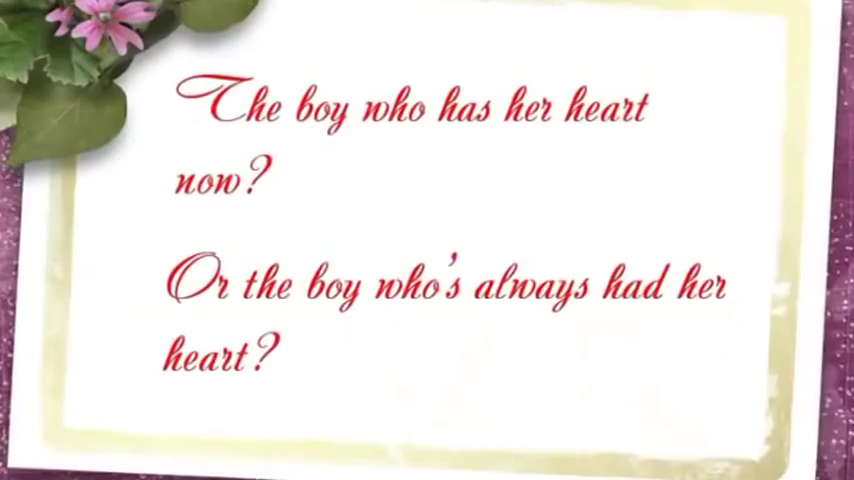 The boy who has her heart
now?
Or the boy who's always had her
heart?